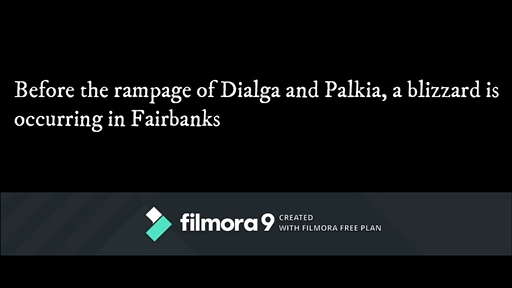 Before the rampage of Dialga and Palkia, a blizzard is
occurring in Fairbanks
filmora9 CREATED
WITH FILMORA FREE PLAN